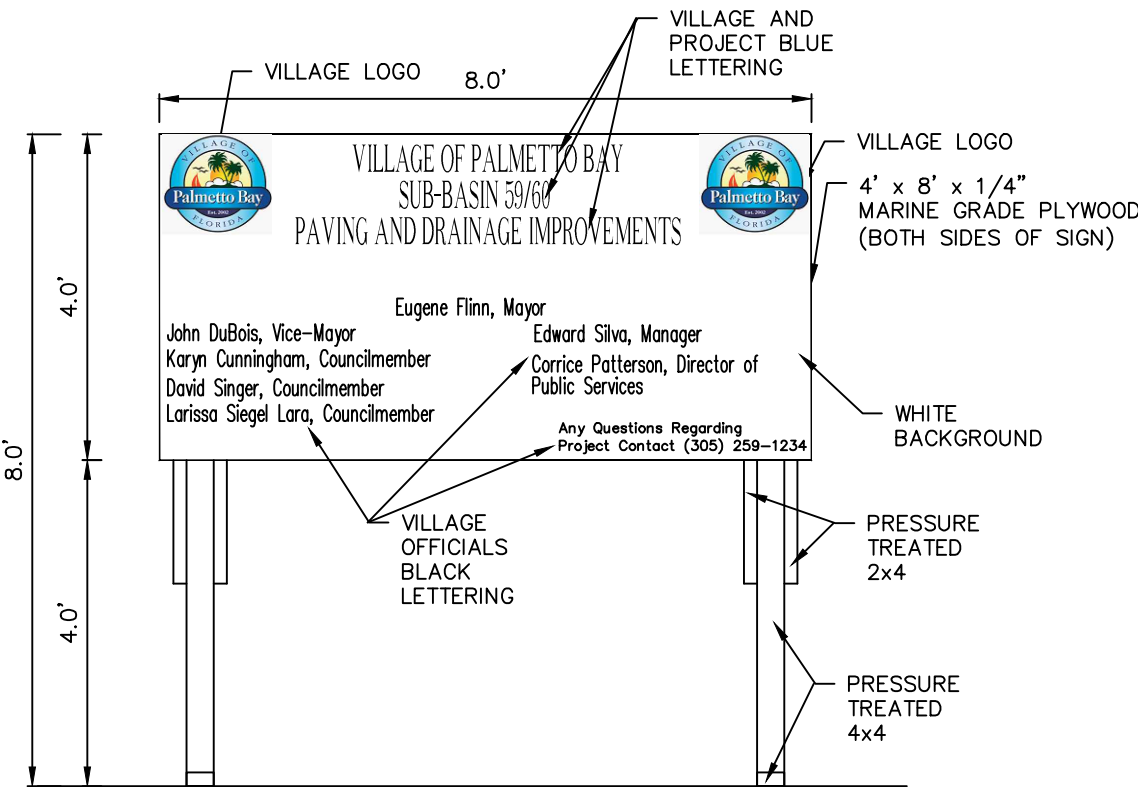 VILLAGE AND
PROJECT BLUE
LETTERING
VILLAGE LOGO
8.0'
VILLAGE OF
Palmetto Bay
Est. 2002
FLORIDA
VILLAGE OF PALMETTO BAY
SUB-BASIN 59/60
PAVING AND DRAINAGE IMPROVEMENTS
VILLAGE OF
Palmetto Bay
Est. 2002
FLORIDA
VILLAGE LOGO
4' x 8' x 1/4"
MARINE GRADE PLYWOOD
(BOTH SIDES OF SIGN)
4.0'
8.0'
Eugene Flinn, Mayor
John DuBois, Vice-Mayor
Karyn Cunningham, Councilmember
David Singer, Councilmember
Larissa Siegel Lara, Councilmember
Edward Silva, Manager
Corrice Patterson, Director of
Public Services
Any Questions Regarding
Project Contact (305) 259-1234
WHITE
BACKGROUND
VILLAGE
OFFICIALS
BLACK
LETTERING
PRESSURE
TREATED
2x4
4.0'
PRESSURE
TREATED
4x4